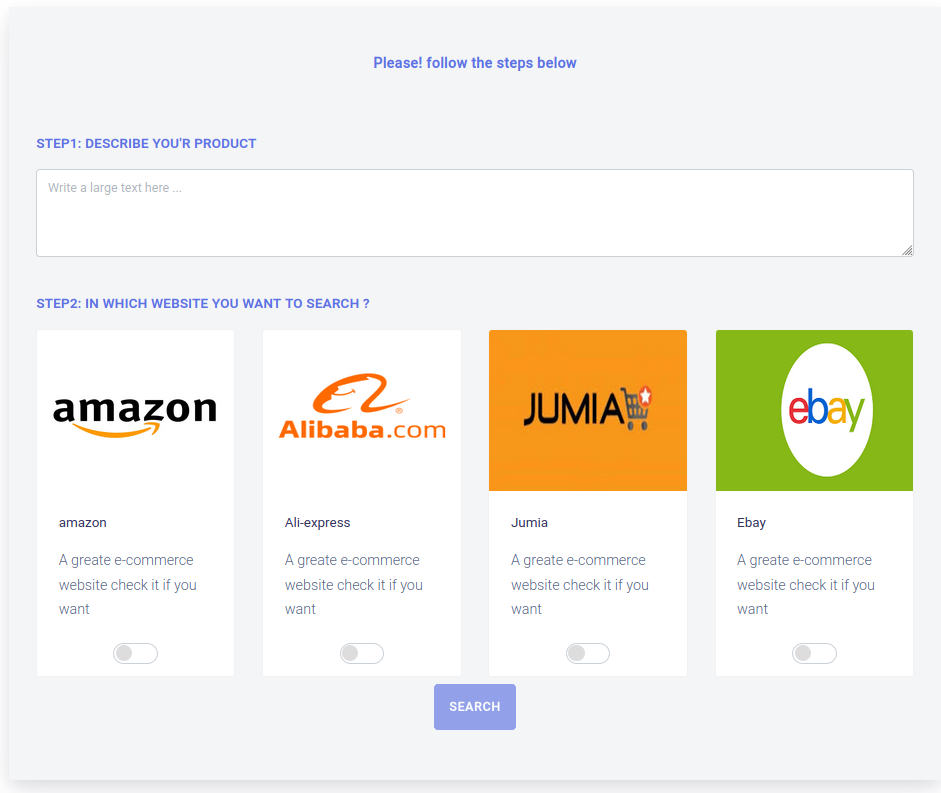 Please! follow the steps below
STEP1: DESCRIBE YOU'R PRODUCT
Write a large text here ...
STEP2: IN WHICH WEBSITE YOU WANT TO SEARCH ?
amazon
Alibaba.com
JUMIA
ebay
amazon
A greate e-commerce
website check it if you
want
Ali-express
A greate e-commerce
website check it if you
want
Jumia
A greate e-commerce
website check it if you
want
Ebay
A greate e-commerce
website check it if you
want
SEARCH